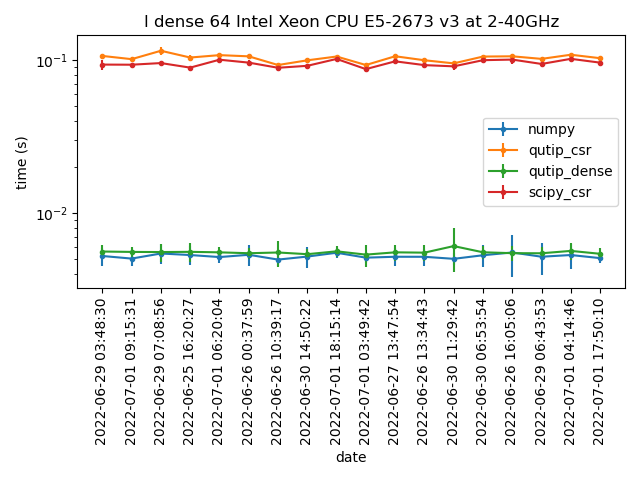 l dense 64 Intel Xeon CPU E5-2673 v3 at 2-40GHz
time (s)
10⁻¹
10⁻²
numpy
qutip_csr
qutip_dense
scipy_csr
2022-06-29 03:48:30
2022-07-01 09:15:31
2022-06-29 07:08:56
2022-06-25 16:20:27
2022-07-01 06:20:04
2022-06-26 00:37:59
2022-06-26 10:39:17
2022-06-30 14:50:22
2022-07-01 18:15:14
2022-07-01 03:49:42
2022-06-27 13:47:54
2022-06-26 13:34:43
2022-06-30 11:29:42
2022-06-30 06:53:54
2022-06-26 16:05:06
2022-06-29 06:43:53
2022-07-01 04:14:46
2022-07-01 17:50:10
date